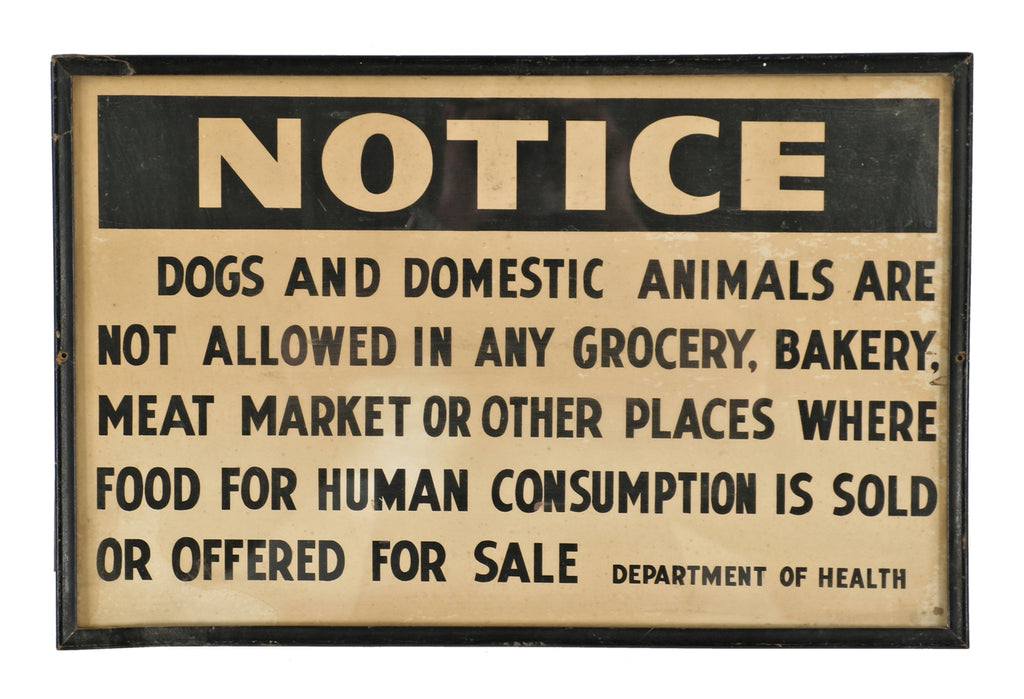 NOTICE
DOGS AND DOMESTIC ANIMALS ARE
NOT ALLOWED IN ANY GROCERY, BAKERY,
MEAT MARKET OR OTHER PLACES WHERE
FOOD FOR HUMAN CONSUMPTION IS SOLD
OR OFFERED FOR SALE DEPARTMENT OF HEALTH